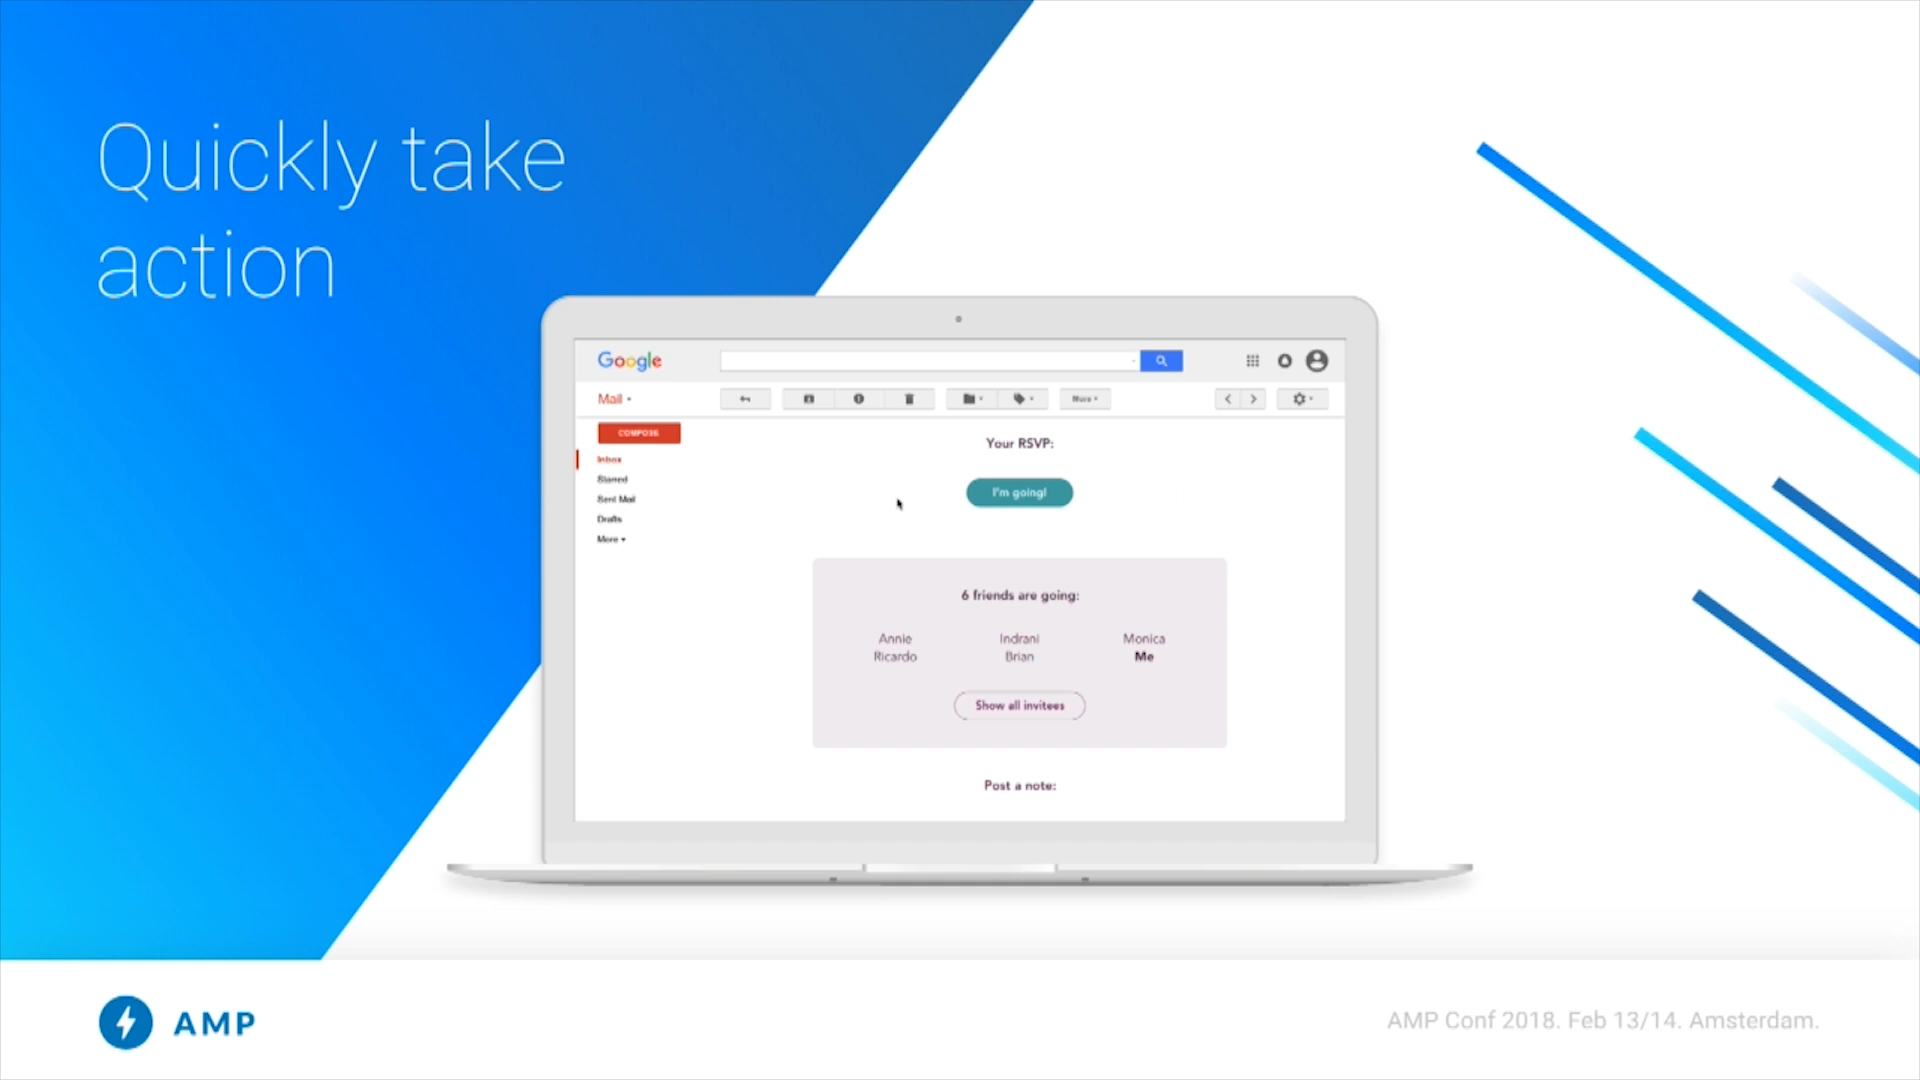 Quickly take
action
Google
Mail
More
COMPOSE
Inbox
Starred
Sent Mail
Drafts
More
Your RSVP:
I'm going!
6 friends are going:
Annie Indrani Monica
Ricardo Brian Me
Show all invitees
Post a note:
AMP
AMP Conf 2018. Feb 13/14. Amsterdam.